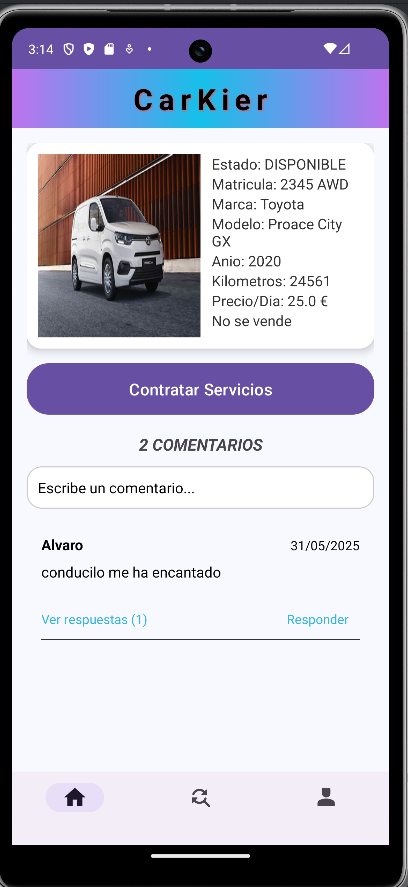 3:14
CarKier
Estado: DISPONIBLE
Matricula: 2345 AWD
Marca: Toyota
Modelo: Proace City
GX
Anio: 2020
Kilometros: 24561
Precio/Dia: 25.0 €
No se vende
Contratar Servicios
2 COMENTARIOS
Escribe un comentario...
Alvaro
31/05/2025
conducilo me ha encantado
Ver respuestas (1)
Responder